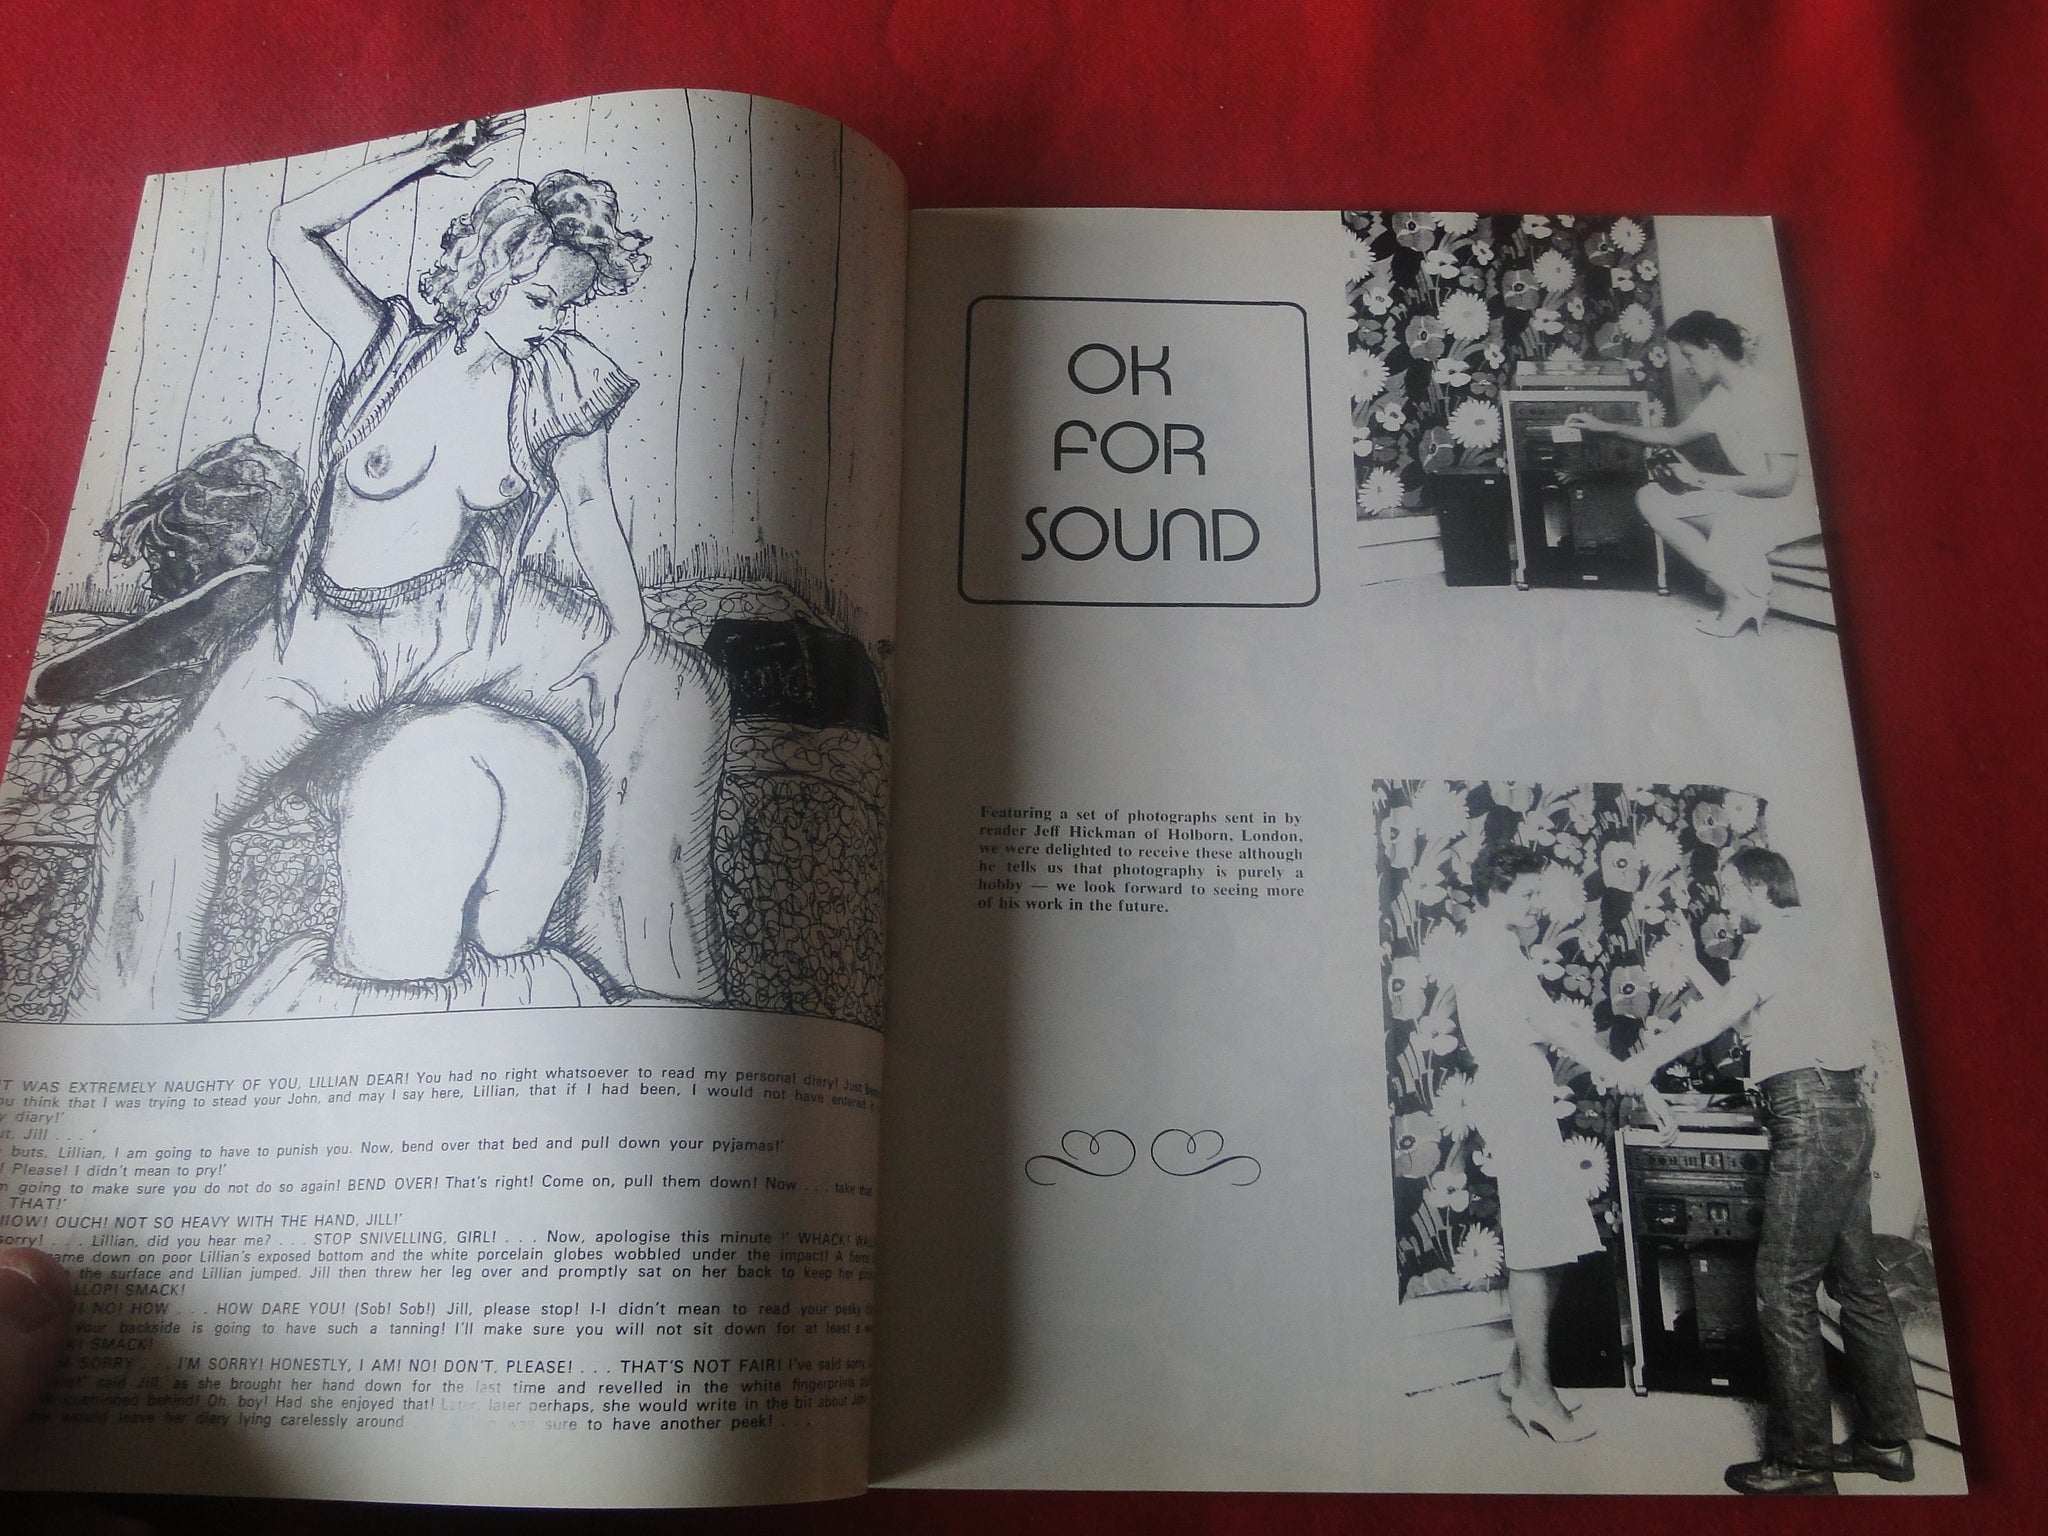 WAS EXTREMELY NAUGHTY OF YOU, LILLIAN DEAR! You had no right whatsoever to read my personal diary! Just
think that I was trying to stead your John, and may I say here, Lillian, that if I had been, I would not have entered
diary!'
Jill . . . '
buts, Lillian, I am going to have to punish you. Now, bend over that bed and pull down your pyjamas!'
Please! I didn't mean to pry!'
going to make sure you do not do so again! BEND OVER! That's right! Come on, pull them down! Now . . . take that
THAT!'
OUCH! NOT SO HEAVY WITH THE HAND, JILL!'
. . . Lillian, did you hear me? . . . STOP SNIVELLING, GIRL! . . . Now, apologise this minute !' WHACK!
came down on poor Lillian's exposed bottom and the white porcelain globes wobbled under the impact! A fierce
the surface and Lillian jumped. Jill then threw her leg over and promptly sat on her back to keep her
SMACK!
NO! HOW . . . HOW DARE YOU! (Sob! Sob!) Jill, please stop! I-I didn't mean to read your pesky
your backside is going to have such a tanning! I'll make sure you will not sit down for at least a
SMACK!
SORRY . . . I'M SORRY! HONESTLY, I AM! NO! DON'T, PLEASE! . . . THAT'S NOT FAIR! I've said sorry
said Jill, as she brought her hand down for the last time and revelled in the white fingerprints
behind! Oh, boy! Had she enjoyed that! Later, later perhaps, she would write in the bit about John
would leave her diary lying carelessly around
was sure to have another peek! . . .
OK
FOR
SOUND
Featuring a set of photographs sent in by
reader Jeff Hickman of Holborn, London,
we were delighted to receive these although
he tells us that photography is purely a
hobby — we look forward to seeing more
of his work in the future.